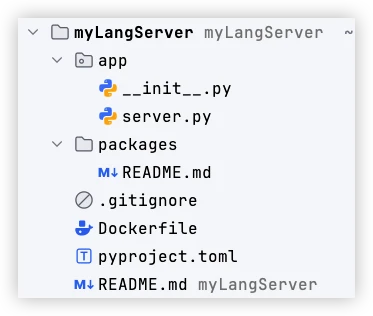 myLangServer myLangServer ~
app
__init__.py
server.py
packages
M↓ README.md
.gitignore
Dockerfile
T pyproject.toml
M↓ README.md myLangServer